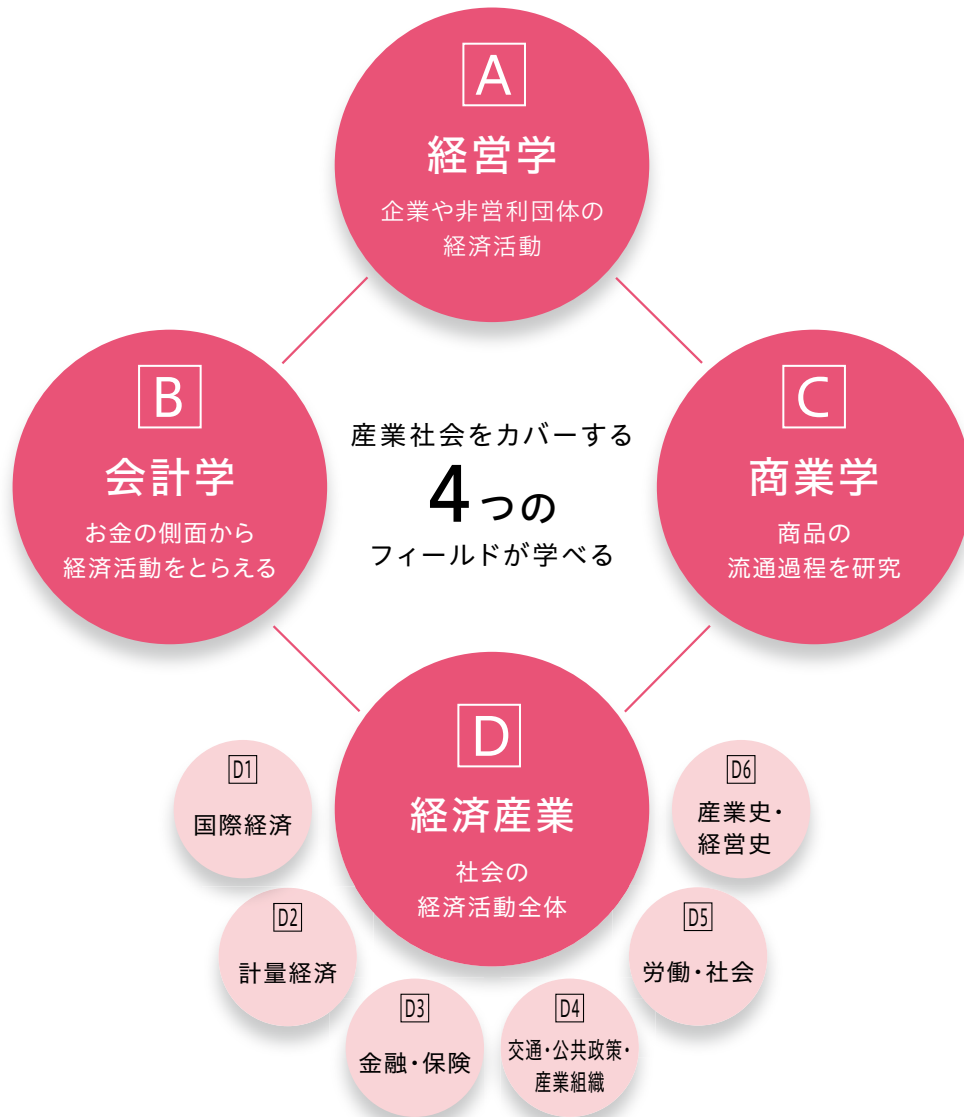 A
経営学
企業や非営利団体の
経済活動
B
会計学
お金の側面から
経済活動をとらえる
産業社会をカバーする
4つの
フィールドが学べる
C
商業学
商品の
流通過程を研究
D
経済産業
社会の
経済活動全体
D1
国際経済
D2
計量経済
D3
金融・保険
D4
交通・公共政策・
産業組織
D5
労働・社会
D6
産業史・
経営史